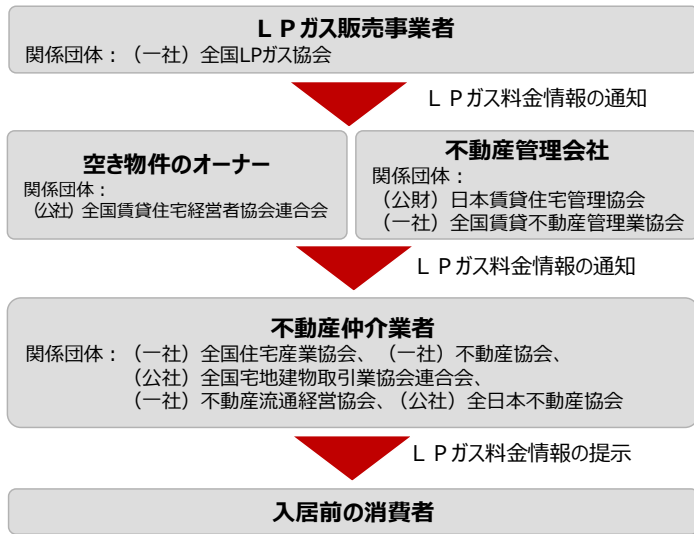 ＬＰガス販売事業者
関係団体：（一社）全国LPガス協会
ＬＰガス料金情報の通知
空き物件のオーナー
関係団体：
（公社）全国賃貸住宅経営者協会連合会
不動産管理会社
関係団体：
（公財）日本賃貸住宅管理協会
（一社）全国賃貸不動産管理業協会
ＬＰガス料金情報の通知
不動産仲介業者
関係団体：（一社）全国住宅産業協会、（一社）不動産協会、
（公社）全国宅地建物取引業協会連合会、
（一社）不動産流通経営協会、（公社）全日本不動産協会
ＬＰガス料金情報の提示
入居前の消費者